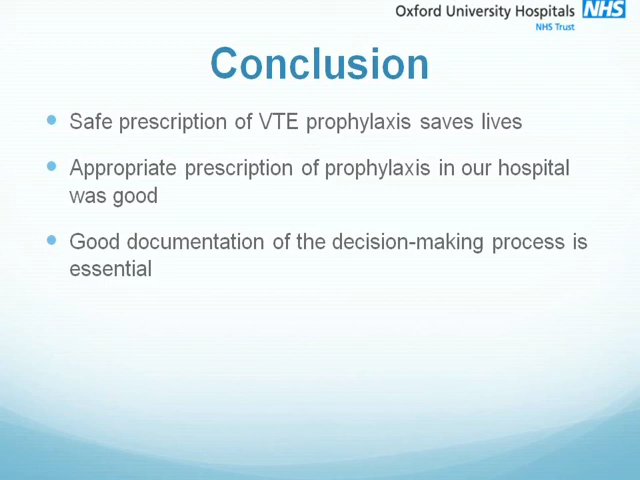 Oxford University Hospitals NHS
NHS Trust
Conclusion
Safe prescription of VTE prophylaxis saves lives
Appropriate prescription of prophylaxis in our hospital
was good
Good documentation of the decision-making process is
essential